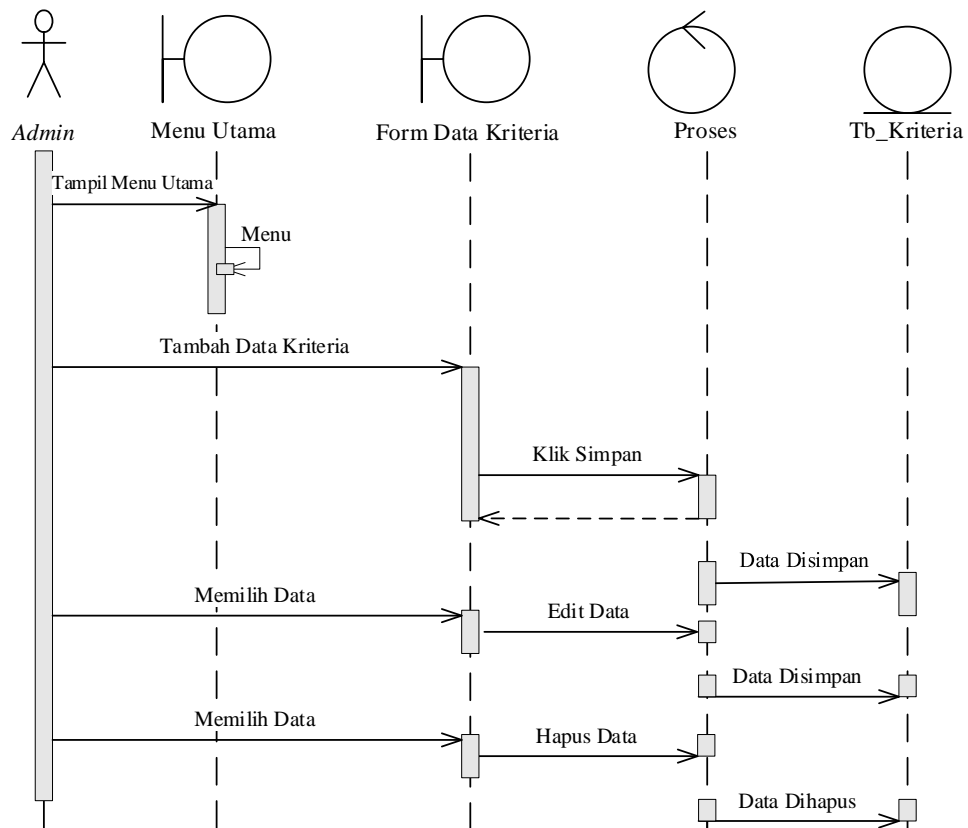 Admin
Menu Utama
Form Data Kriteria
Proses
Tb_Kriteria
Tampil Menu Utama
Menu
Tambah Data Kriteria
Klik Simpan
Data Disimpan
Memilih Data
Edit Data
Data Disimpan
Memilih Data
Hapus Data
Data Dihapus